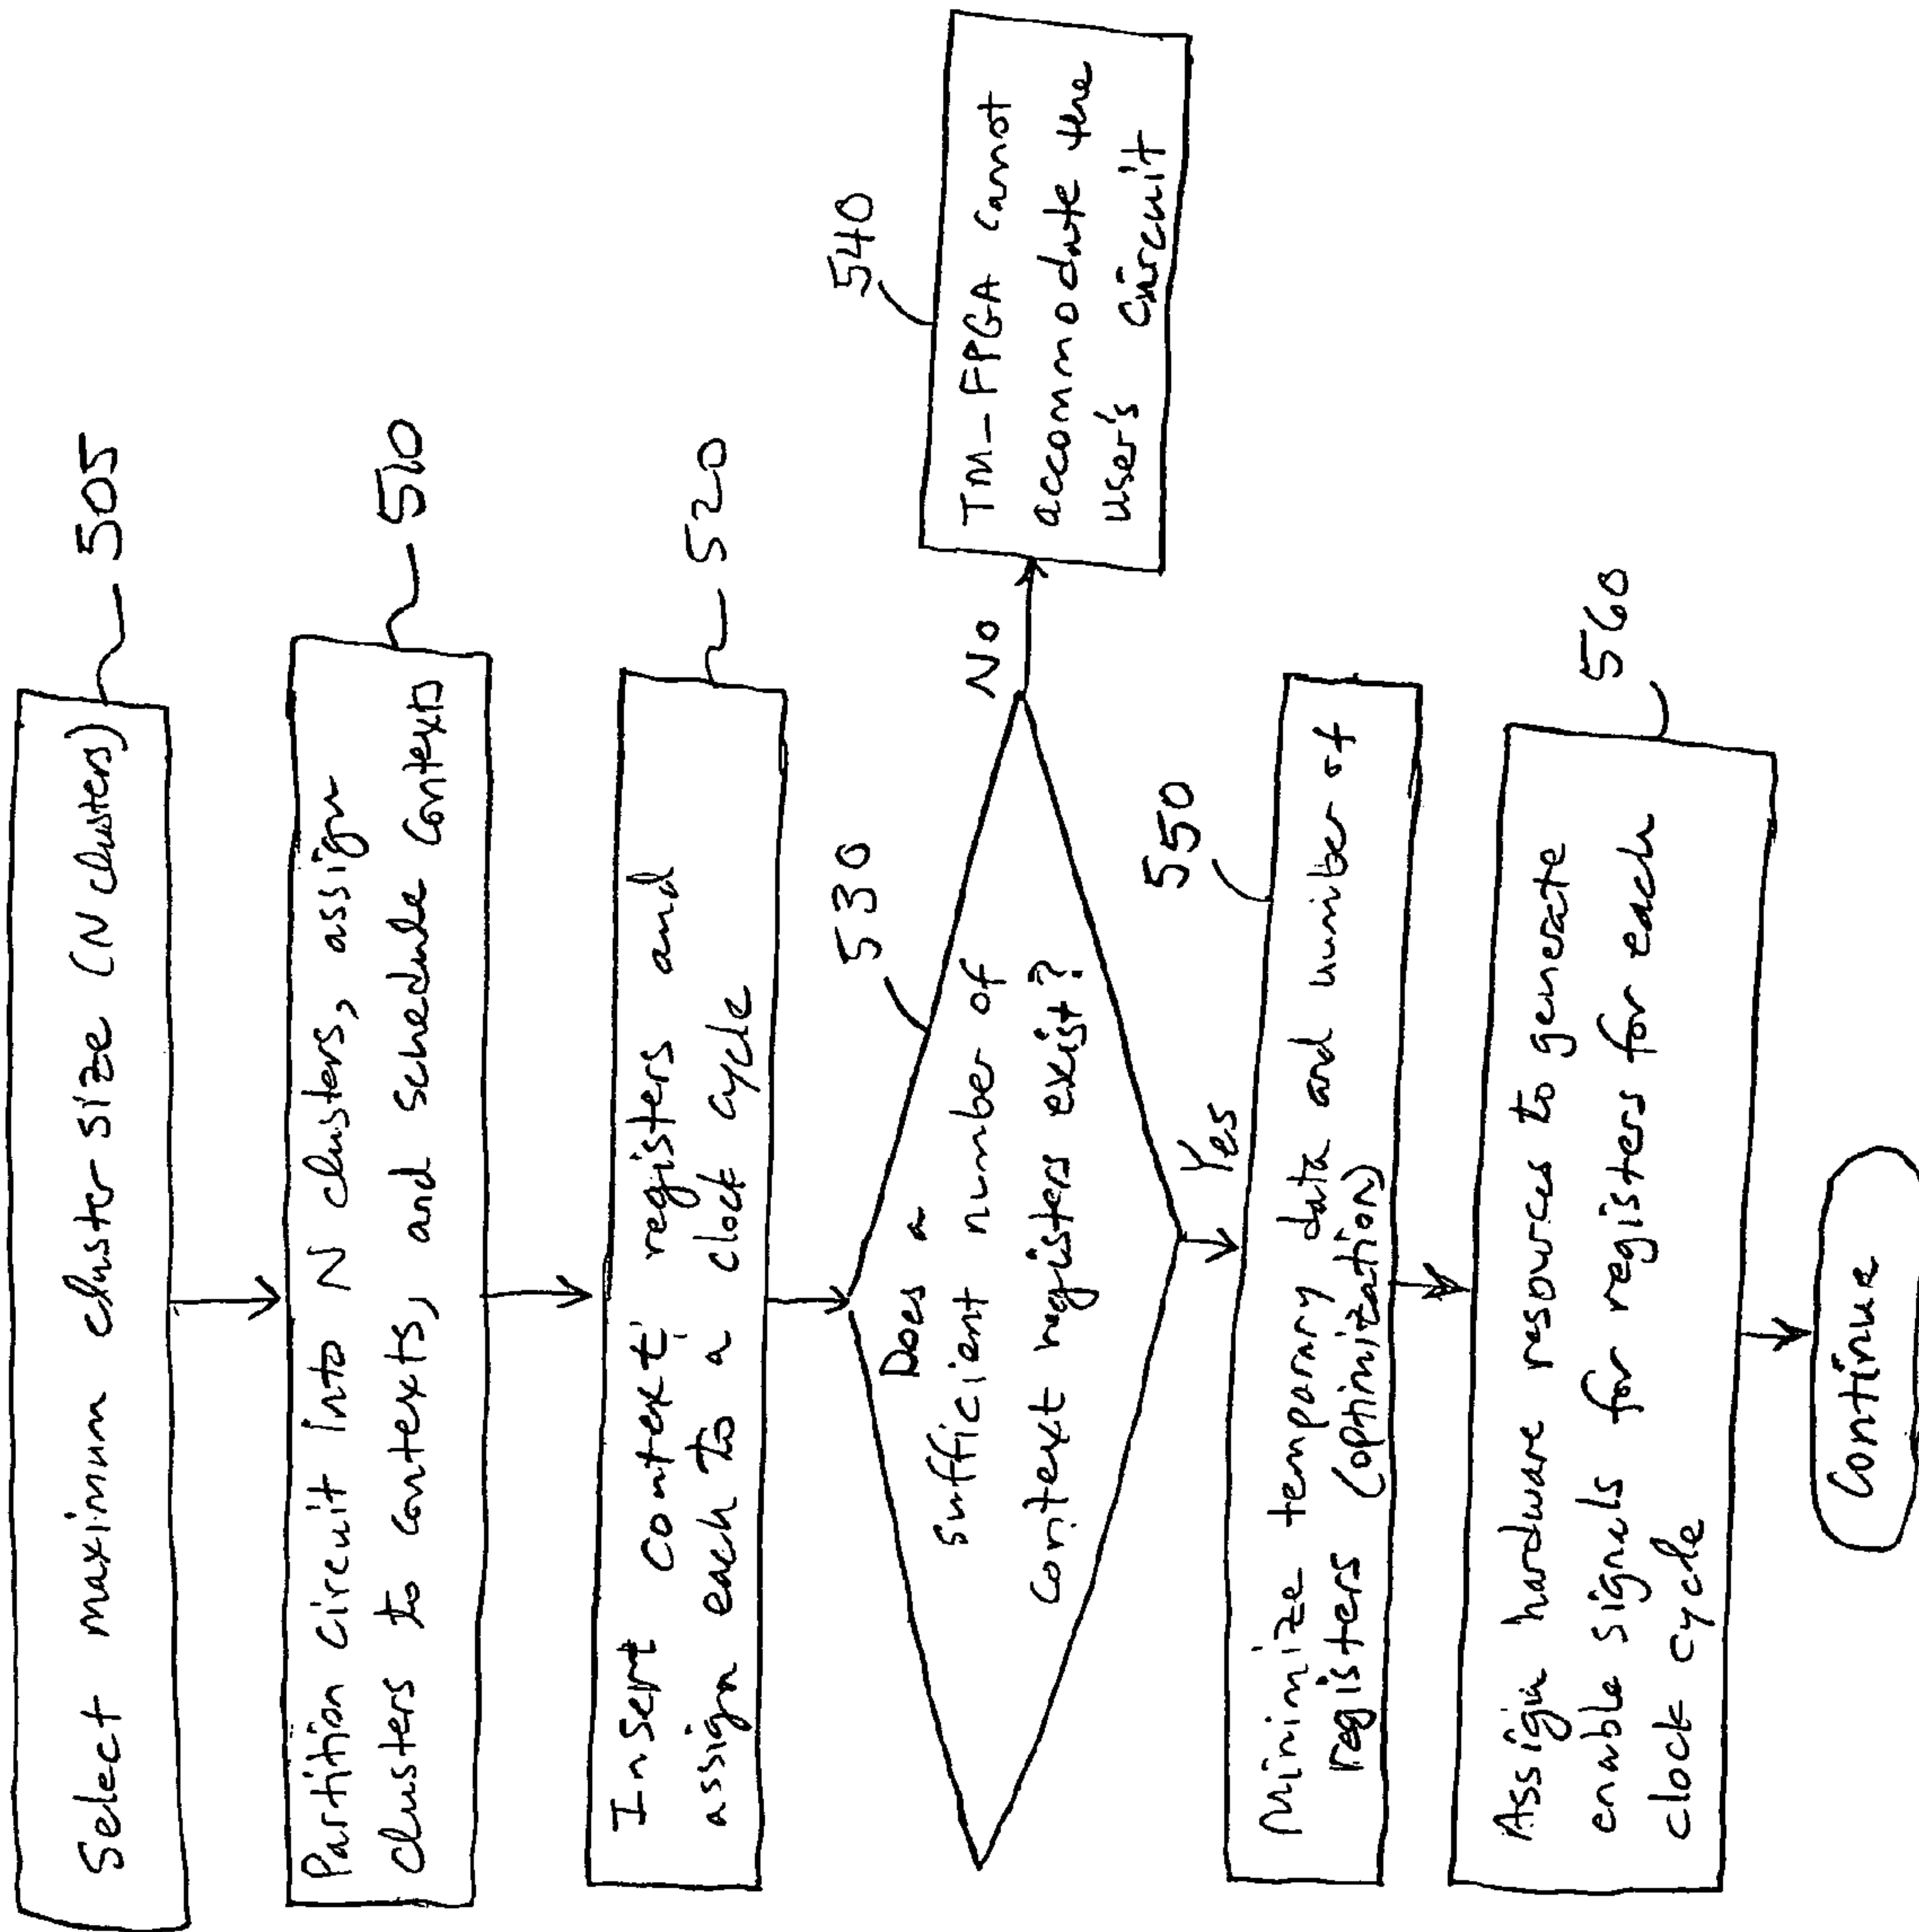 Select maximum cluster size (N clusters)
505
Partition Circuit Into N clusters, assign
clusters to contexts, and schedule contexts
510
Insert context registers and
assign each to a clock cycle
520
Does a
sufficient number of
context registers exist?
530
No
TM-FPGA cannot
accommodate the
user's circuit
540
Yes
Minimize temporary data and number of
registers (optimization)
550
Assign hardware resources to generate
enable signals for registers for each
clock cycle
560
Continue